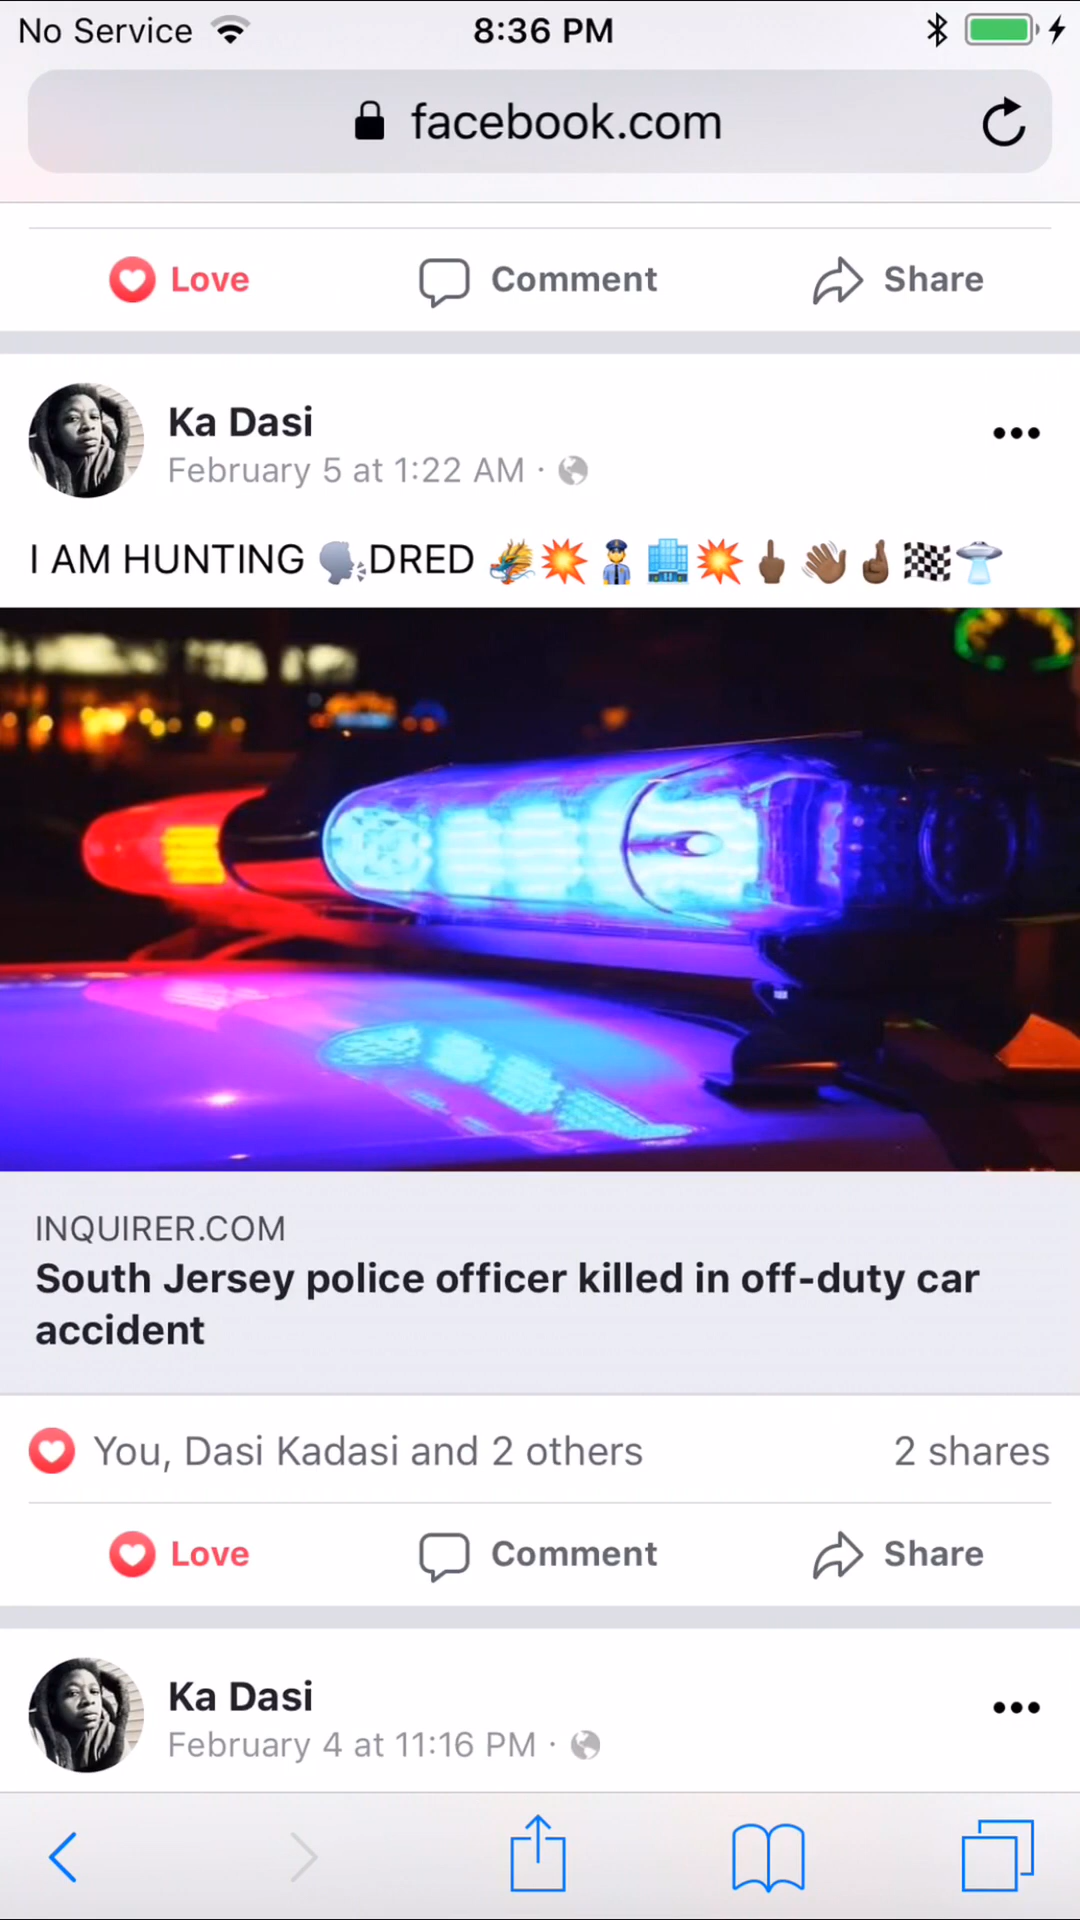 No Service 8:36 PM
facebook.com
Love Comment Share
Ka Dasi
February 5 at 1:22 AM ·
I AM HUNTING 🗣DRED 🐉💥👮🏢💥🖕🏾👋🏾🤞🏾🏁🛸
INQUIRER.COM
South Jersey police officer killed in off-duty car
accident
You, Dasi Kadasi and 2 others 2 shares
Love Comment Share
Ka Dasi
February 4 at 11:16 PM ·